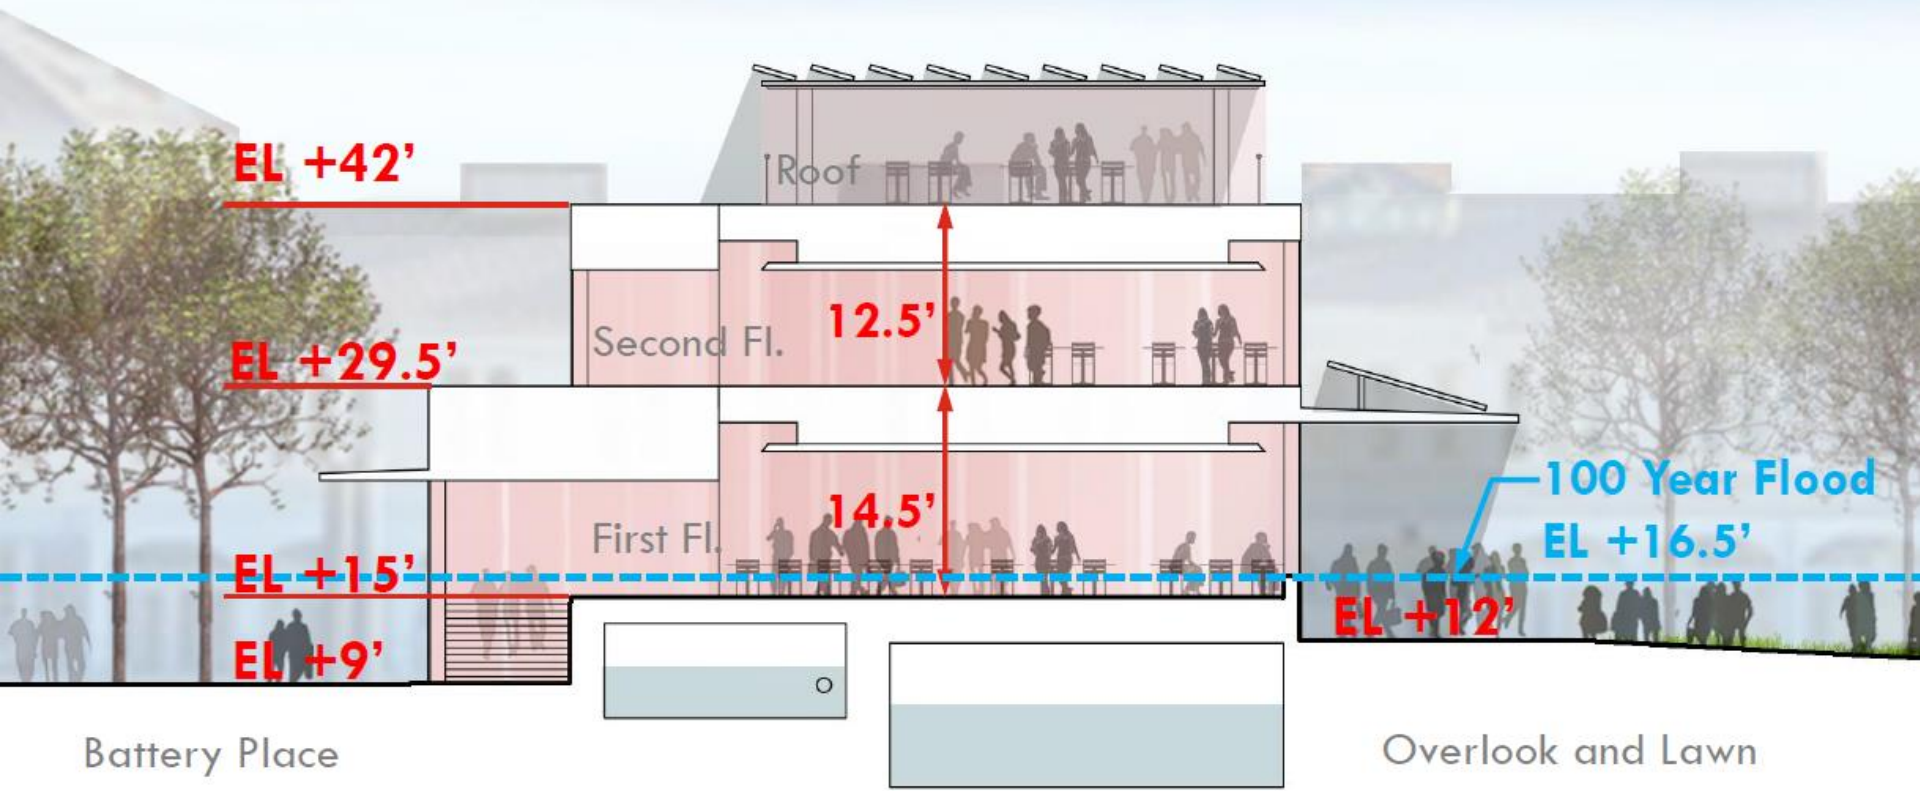 EL +42’
Roof
12.5’
Second Fl.
EL +29.5’
100 Year Flood
EL +16.5’
14.5’
First Fl.
EL +15’
EL +12’
EL +9’
Battery Place
Overlook and Lawn